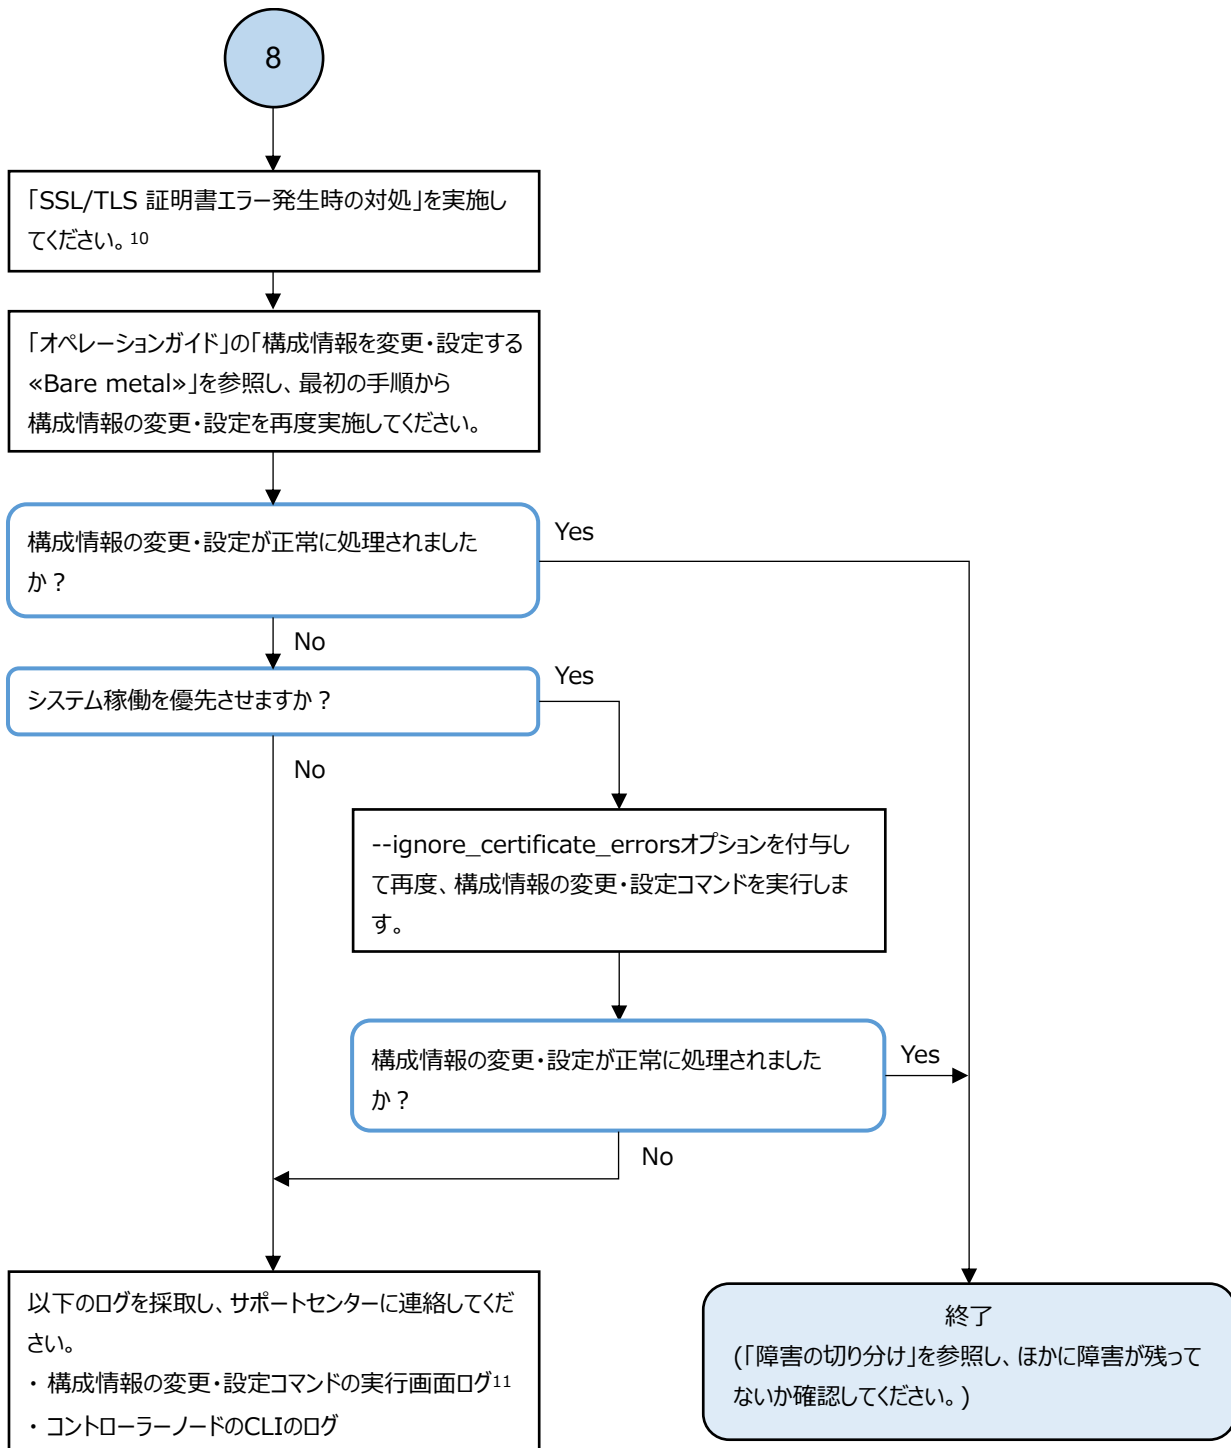 8
「SSL/TLS 証明書エラー発生時の対処」を実施し
てください。10
「オペレーションガイド」の「構成情報を変更・設定する
«Bare metal»」を参照し、最初の手順から
構成情報の変更・設定を再度実施してください。
構成情報の変更・設定が正常に処理されました
か？
Yes
No
システム稼働を優先させますか？
Yes
No
--ignore_certificate_errorsオプションを付与し
て再度、構成情報の変更・設定コマンドを実行しま
す。
構成情報の変更・設定が正常に処理されました
か？
Yes
No
以下のログを採取し、サポートセンターに連絡してくだ
さい。
・ 構成情報の変更・設定コマンドの実行画面ログ11
・ コントローラーノードのCLIのログ
終了
(「障害の切り分け」を参照し、ほかに障害が残って
ないか確認してください。)